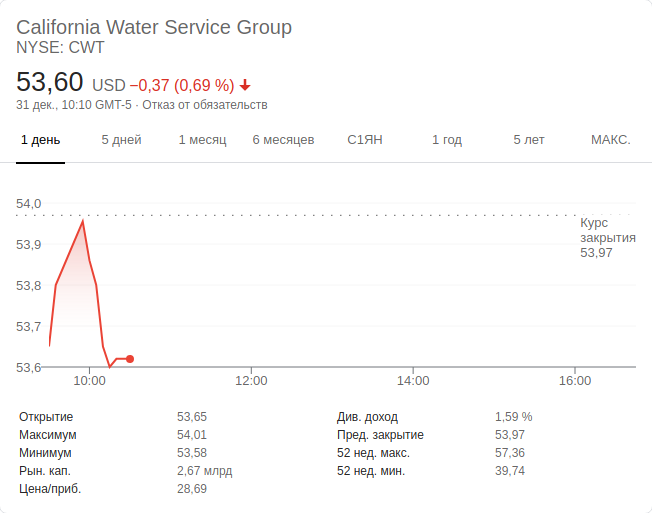 California Water Service Group
NYSE: CWT
53,60 USD −0,37 (0,69 %)
31 дек., 10:10 GMT-5 · Отказ от обязательств
1 день 5 дней 1 месяц 6 месяцев С1ЯН 1 год 5 лет МАКС.
54,0
Курс
закрытия
53,97
53,9
53,8
53,7
53,6
10:00 12:00 14:00 16:00
Открытие 53,65 Див. доход 1,59 %
Максимум 54,01 Пред. закрытие 53,97
Минимум 53,58 52 нед. макс. 57,36
Рын. кап. 2,67 млрд 52 нед. мин. 39,74
Цена/приб. 28,69